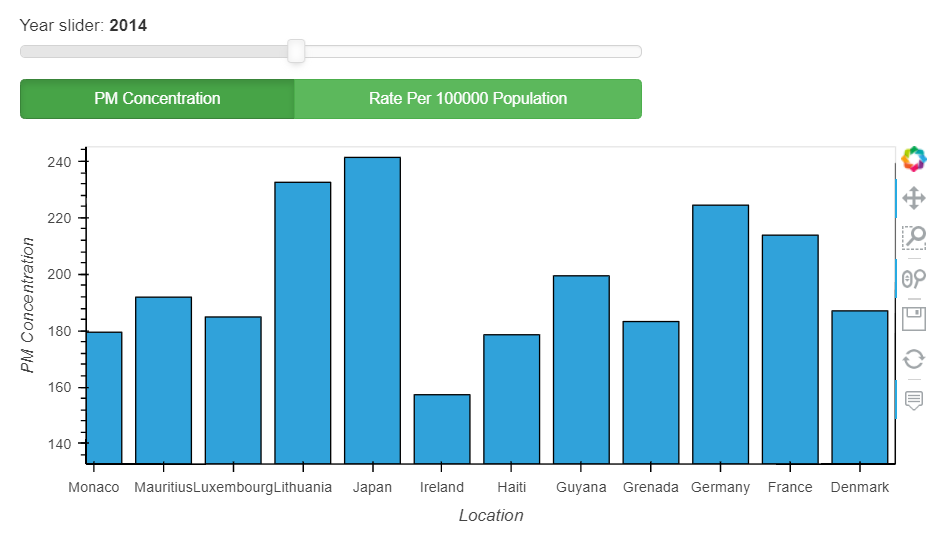 Year slider: 2014
PM Concentration Rate Per 100000 Population
240
220
200
180
160
140
PM Concentration
Monaco Mauritius Luxembourg Lithuania Japan Ireland Haiti Guyana Grenada Germany France Denmark
Location